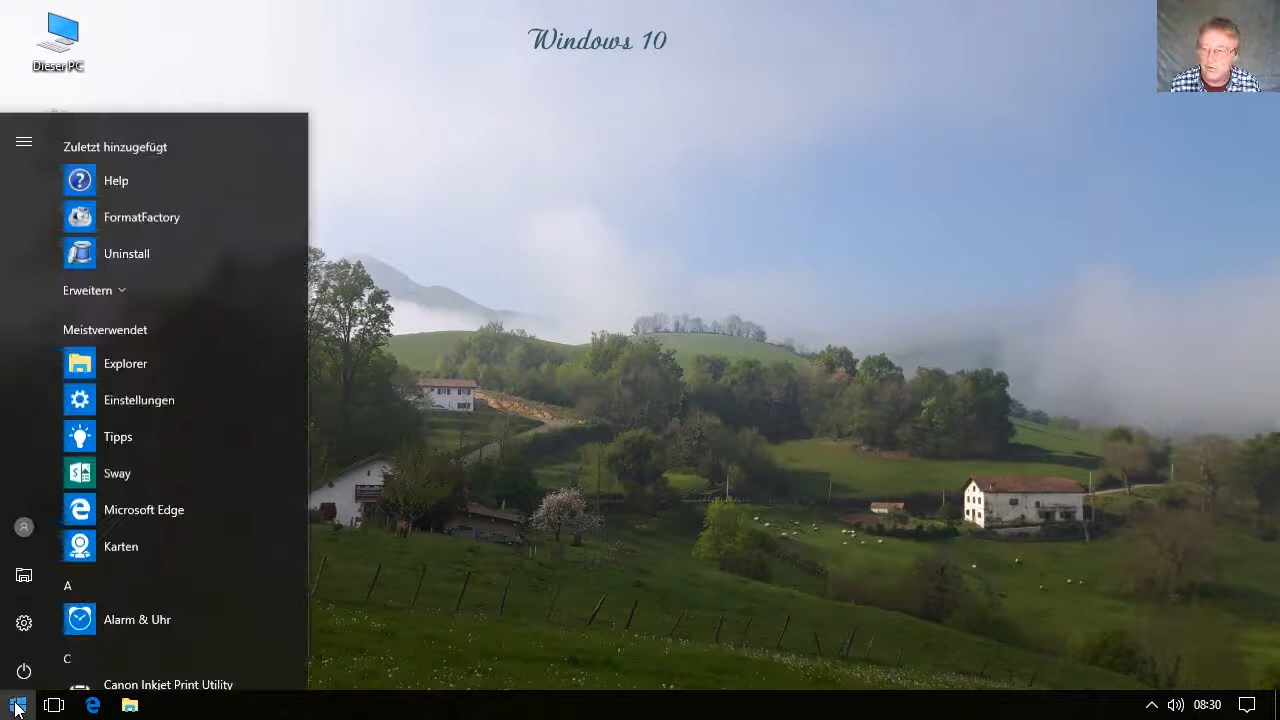 Dieser PC
Windows 10
Zuletzt hinzugefügt
Help
FormatFactory
Uninstall
Erweitern
Meistverwendet
Explorer
Einstellungen
Tipps
Sway
Microsoft Edge
Karten
A
Alarm & Uhr
C
Canon Inkjet Print Utility
08:30